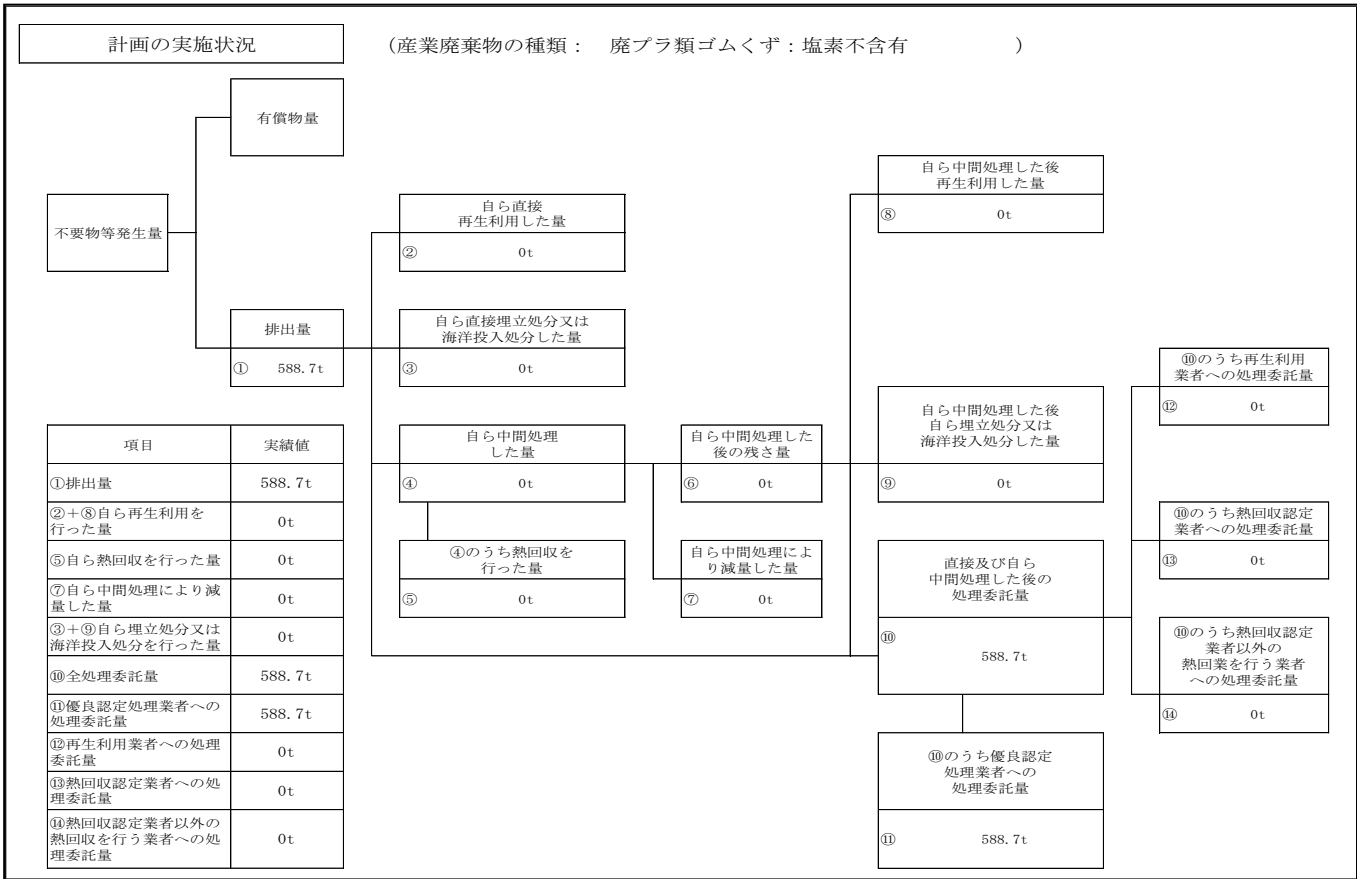 計画の実施状況
（産業廃棄物の種類： 廃プラ類ゴムくず：塩素不含有 ）
有償物量
不要物等発生量
排出量
① 588.7t
自ら直接
再生利用した量
② 0t
自ら直接埋立処分又は
海洋投入処分した量
③ 0t
自ら中間処理
した量
④ 0t
④のうち熱回収を
行った量
⑤ 0t
自ら中間処理した
後の残さ量
⑥ 0t
自ら中間処理によ
り減量した量
⑦ 0t
自ら中間処理した後
再生利用した量
⑧ 0t
自ら中間処理した後
自ら埋立処分又は
海洋投入処分した量
⑨ 0t
直接及び自ら
中間処理した後の
処理委託量
⑩
588.7t
⑩のうち優良認定
処理業者への
処理委託量
⑪ 588.7t
⑩のうち再生利用
業者への処理委託量
⑫ 0t
⑩のうち熱回収認定
業者への処理委託量
⑬ 0t
⑩のうち熱回収認定
業者以外の
熱回業を行う業者
への処理委託量
⑭ 0t
項目 実績値
①排出量 588.7t
②＋⑧自ら再生利用を
行った量 0t
⑤自ら熱回収を行った量 0t
⑦自ら中間処理により減
量した量 0t
③＋⑨自ら埋立処分又は
海洋投入処分を行った量 0t
⑩全処理委託量 588.7t
⑪優良認定処理業者への
処理委託量 588.7t
⑫再生利用業者への処理
委託量 0t
⑬熱回収認定業者への処
理委託量 0t
⑭熱回収認定業者以外の
熱回収を行う業者への処
理委託量 0t